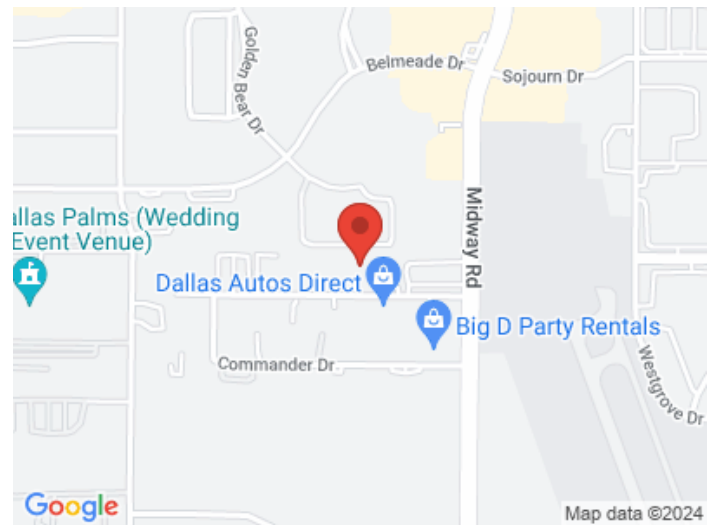 Golden Bear Dr
Belmeade Dr
Sojourn Dr
allas Palms (Wedding
Event Venue)
Midway Rd
Dallas Autos Direct
Big D Party Rentals
Commander Dr
Westgrove Dr
Google
Map data ©2024